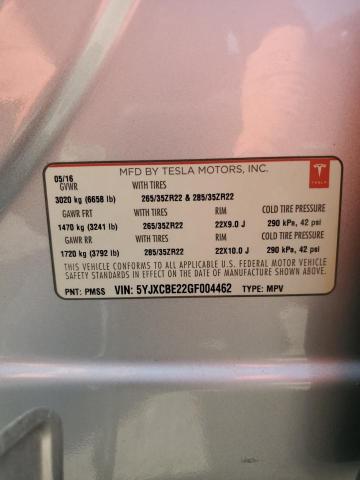 MFD BY TESLA MOTORS, INC.
05/16
GVWR WITH TIRES
3020 kg (6658 lb) 265/35ZR22 & 285/35ZR22
GAWR FRT WITH TIRES RIM COLD TIRE PRESSURE
1470 kg (3241 lb) 265/35ZR22 22X9.0 J 290 kPa, 42 psi
GAWR RR WITH TIRES RIM COLD TIRE PRESSURE
1720 kg (3792 lb) 285/35ZR22 22X10.0 J 290 kPa, 42 psi
THIS VEHICLE CONFORMS TO ALL APPLICABLE U.S. FEDERAL MOTOR VEHICLE
SAFETY STANDARDS IN EFFECT ON THE DATE OF MANUFACTURE SHOWN ABOVE.
PNT: PMSS VIN: 5YJXCBE22GF004462 TYPE: MPV
TESLA